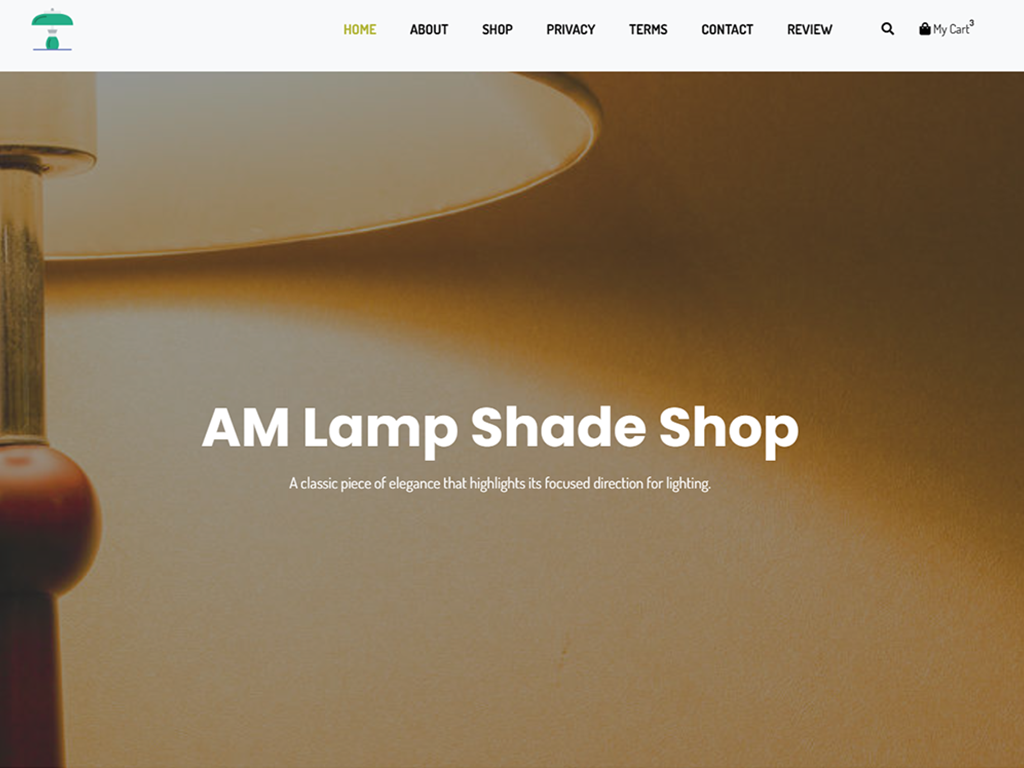 HOME ABOUT SHOP PRIVACY TERMS CONTACT REVIEW My Cart 3
AM Lamp Shade Shop
A classic piece of elegance that highlights its focused direction for lighting.